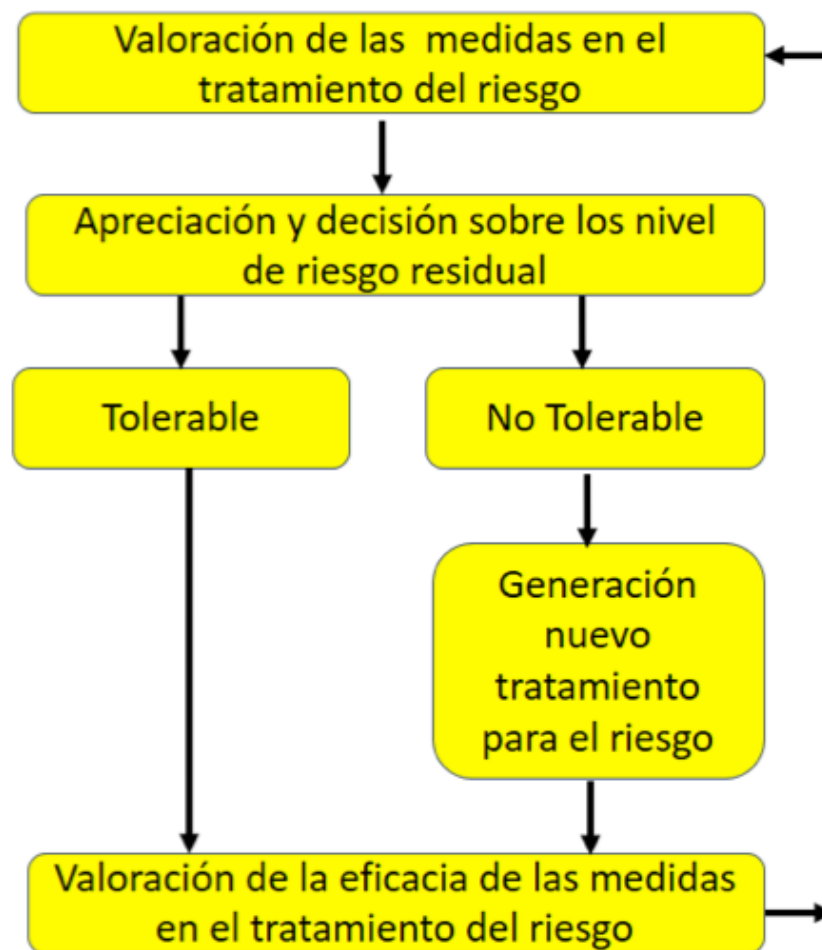 Valoración de las medidas en el
tratamiento del riesgo
Apreciación y decisión sobre los nivel
de riesgo residual
Tolerable
No Tolerable
Generación
nuevo
tratamiento
para el riesgo
Valoración de la eficacia de las medidas
en el tratamiento del riesgo